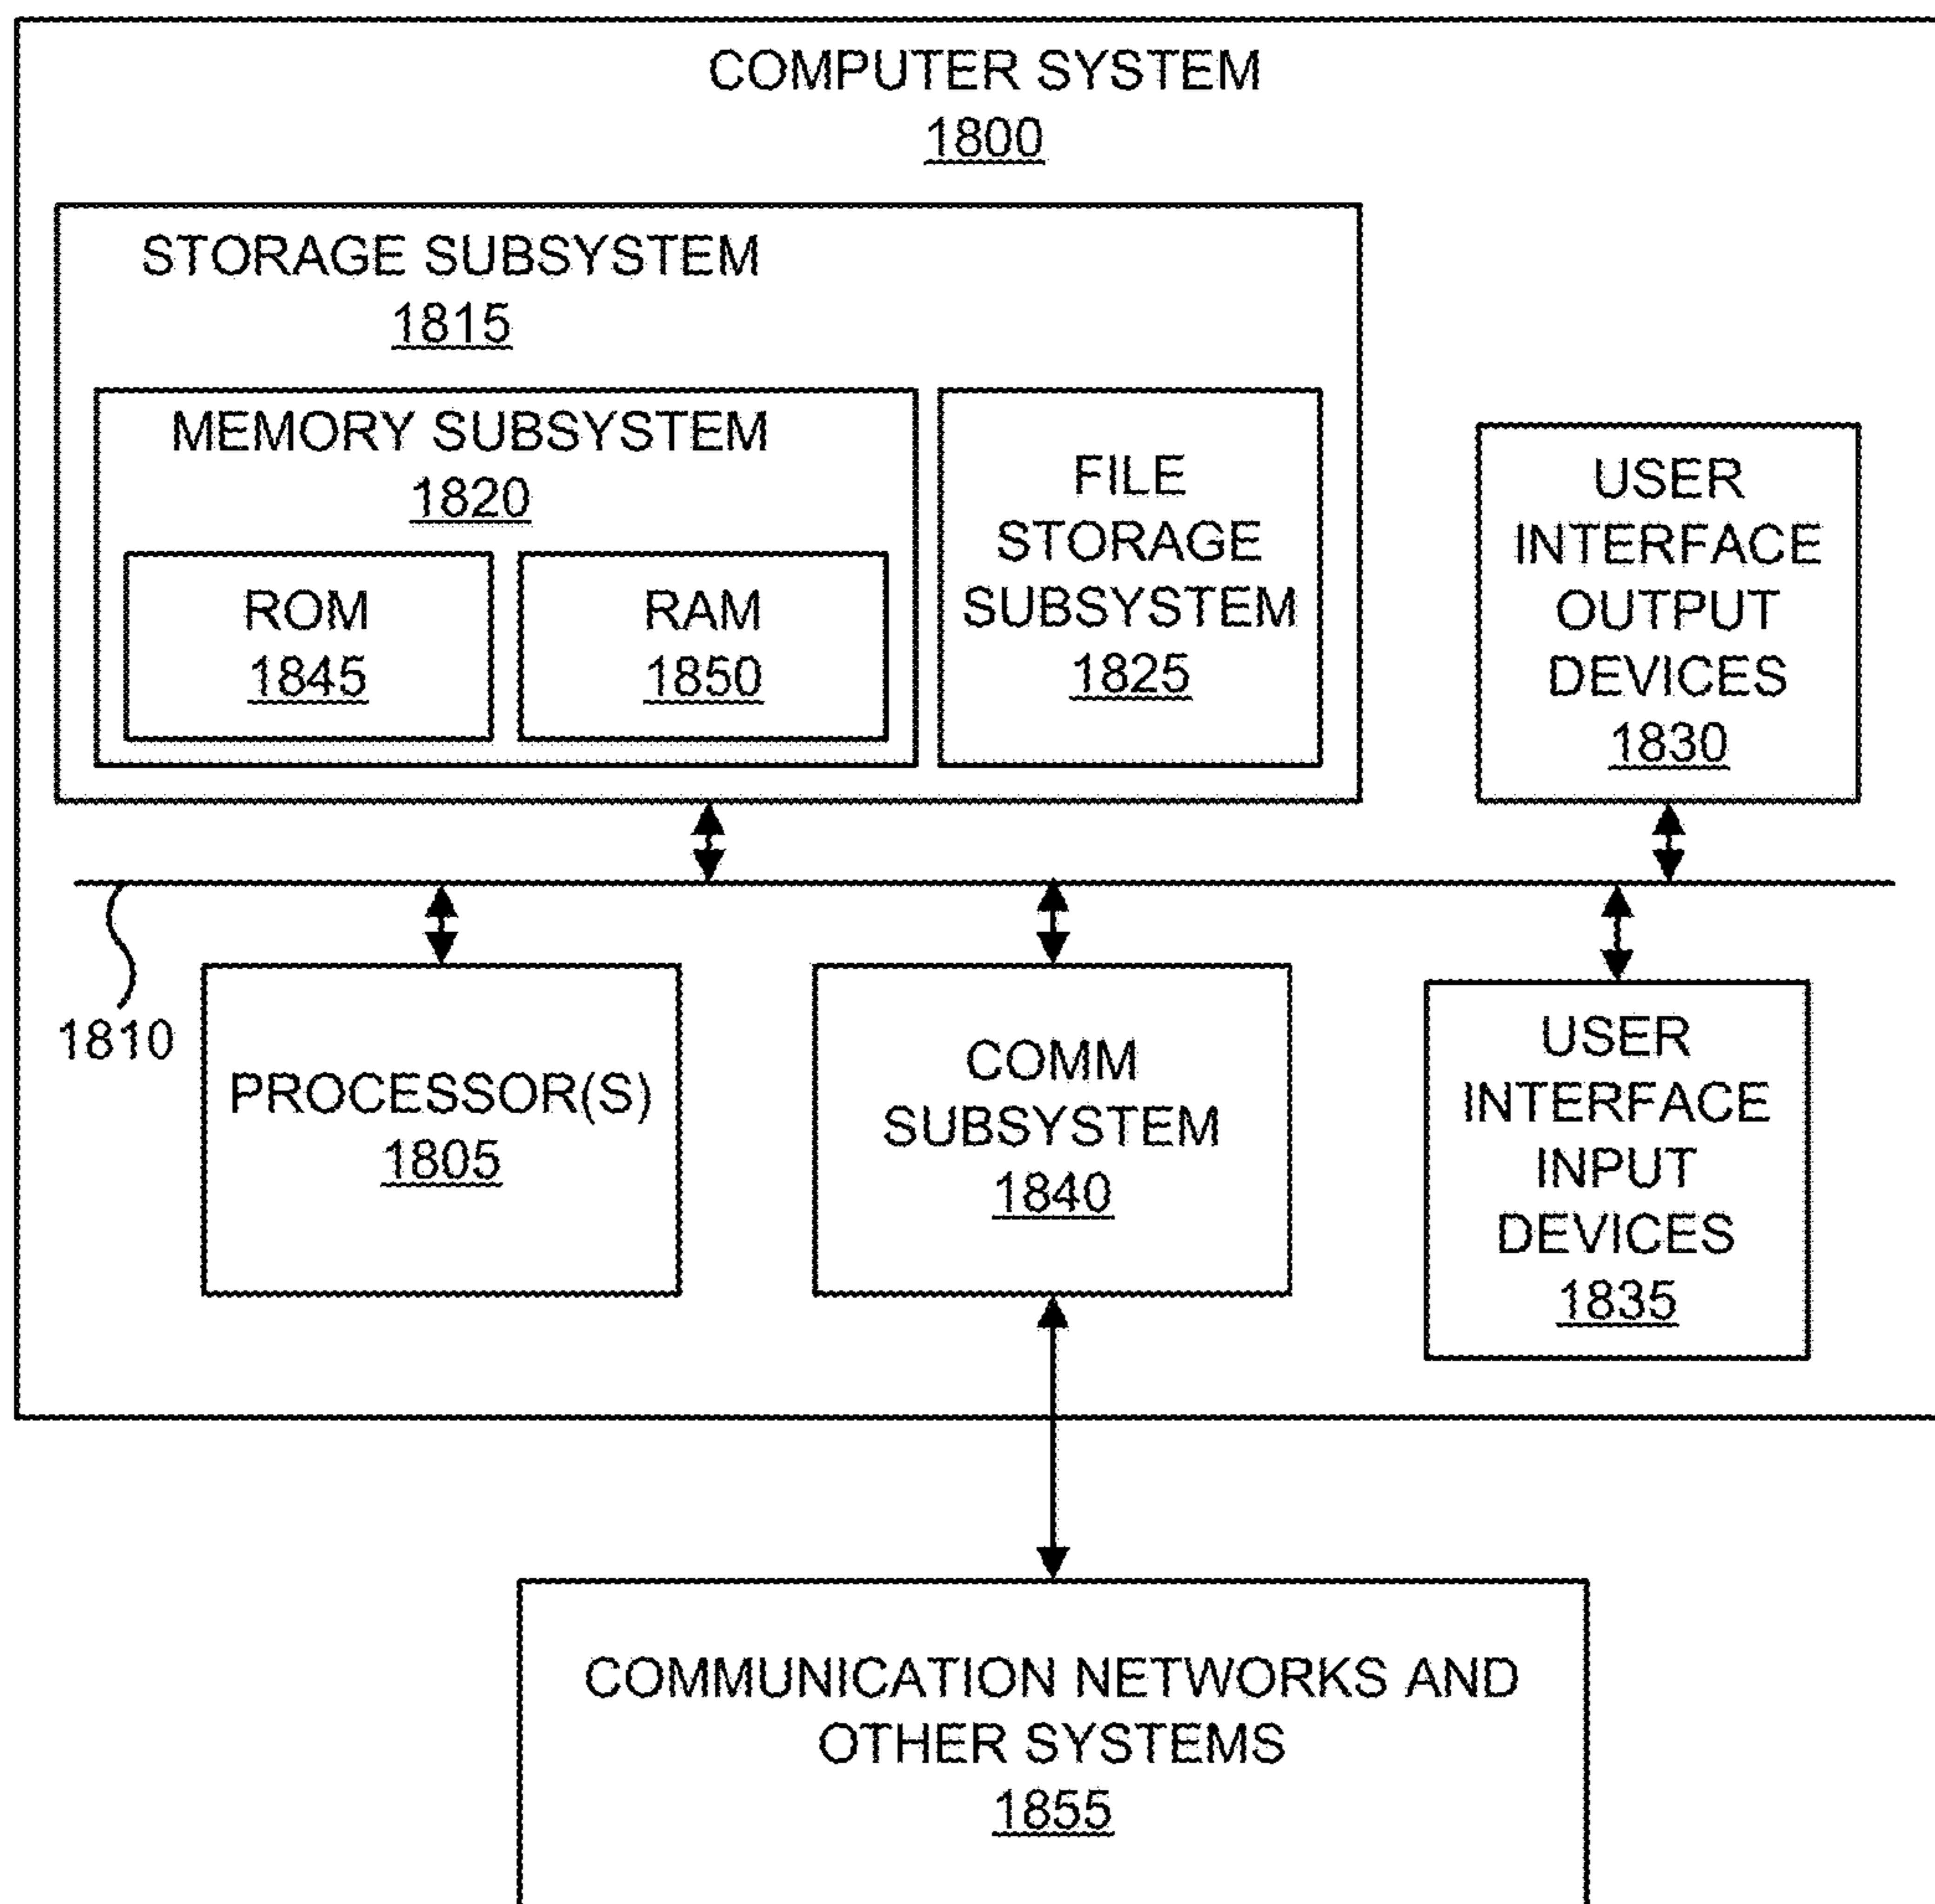 COMPUTER SYSTEM
1800
STORAGE SUBSYSTEM
1815
MEMORY SUBSYSTEM
1820
ROM
1845
RAM
1850
FILE
STORAGE
SUBSYSTEM
1825
USER
INTERFACE
OUTPUT
DEVICES
1830
1810
PROCESSOR(S)
1805
COMM
SUBSYSTEM
1840
USER
INTERFACE
INPUT
DEVICES
1835
COMMUNICATION NETWORKS AND
OTHER SYSTEMS
1855